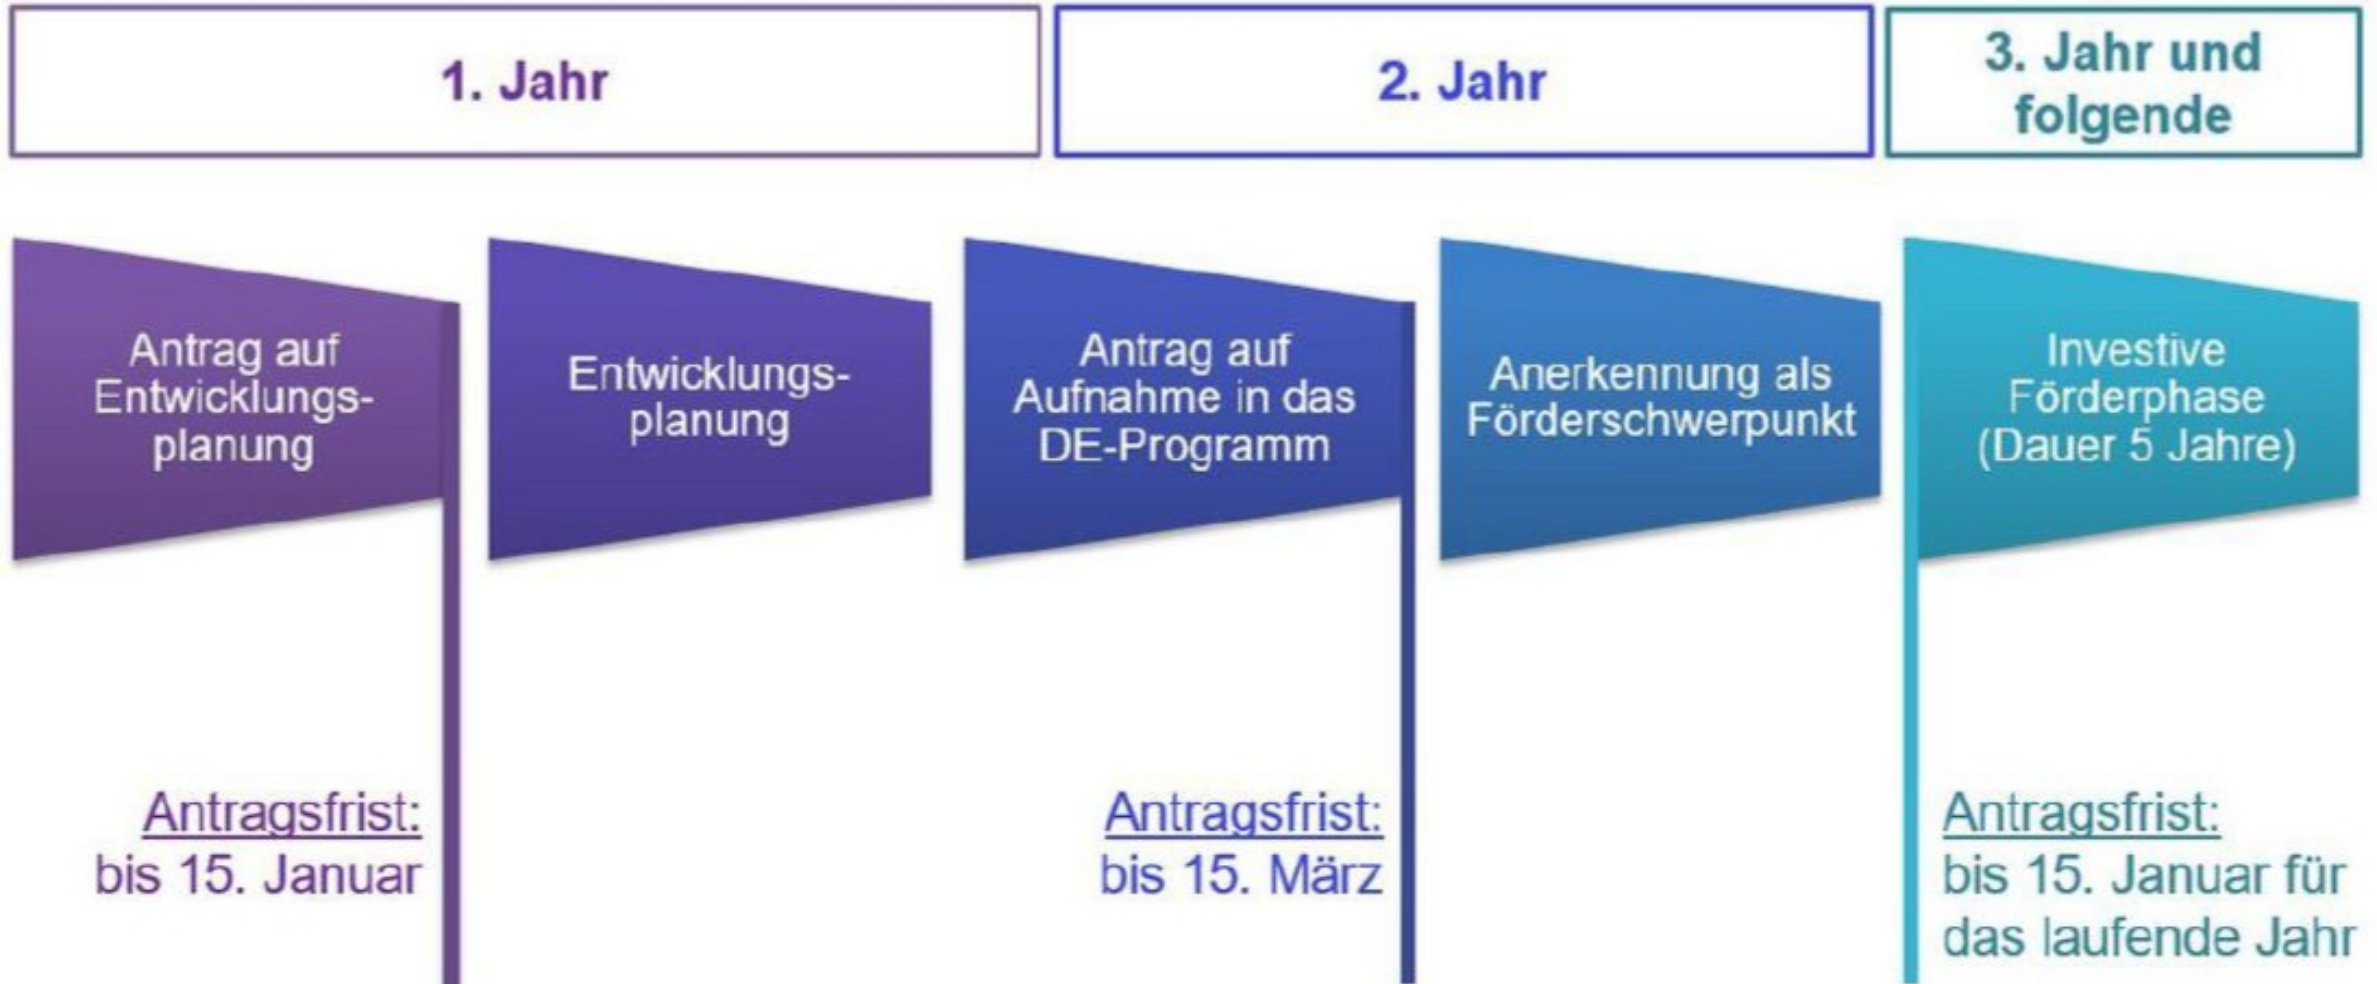 1. Jahr
2. Jahr
3. Jahr und
folgende
Antrag auf
Entwicklungs-
planung
Entwicklungs-
planung
Antrag auf
Aufnahme in das
DE-Programm
Anerkennung als
Förderschwerpunkt
Investive
Förderphase
(Dauer 5 Jahre)
Antragsfrist:
bis 15. Januar
Antragsfrist:
bis 15. März
Antragsfrist:
bis 15. Januar für
das laufende Jahr